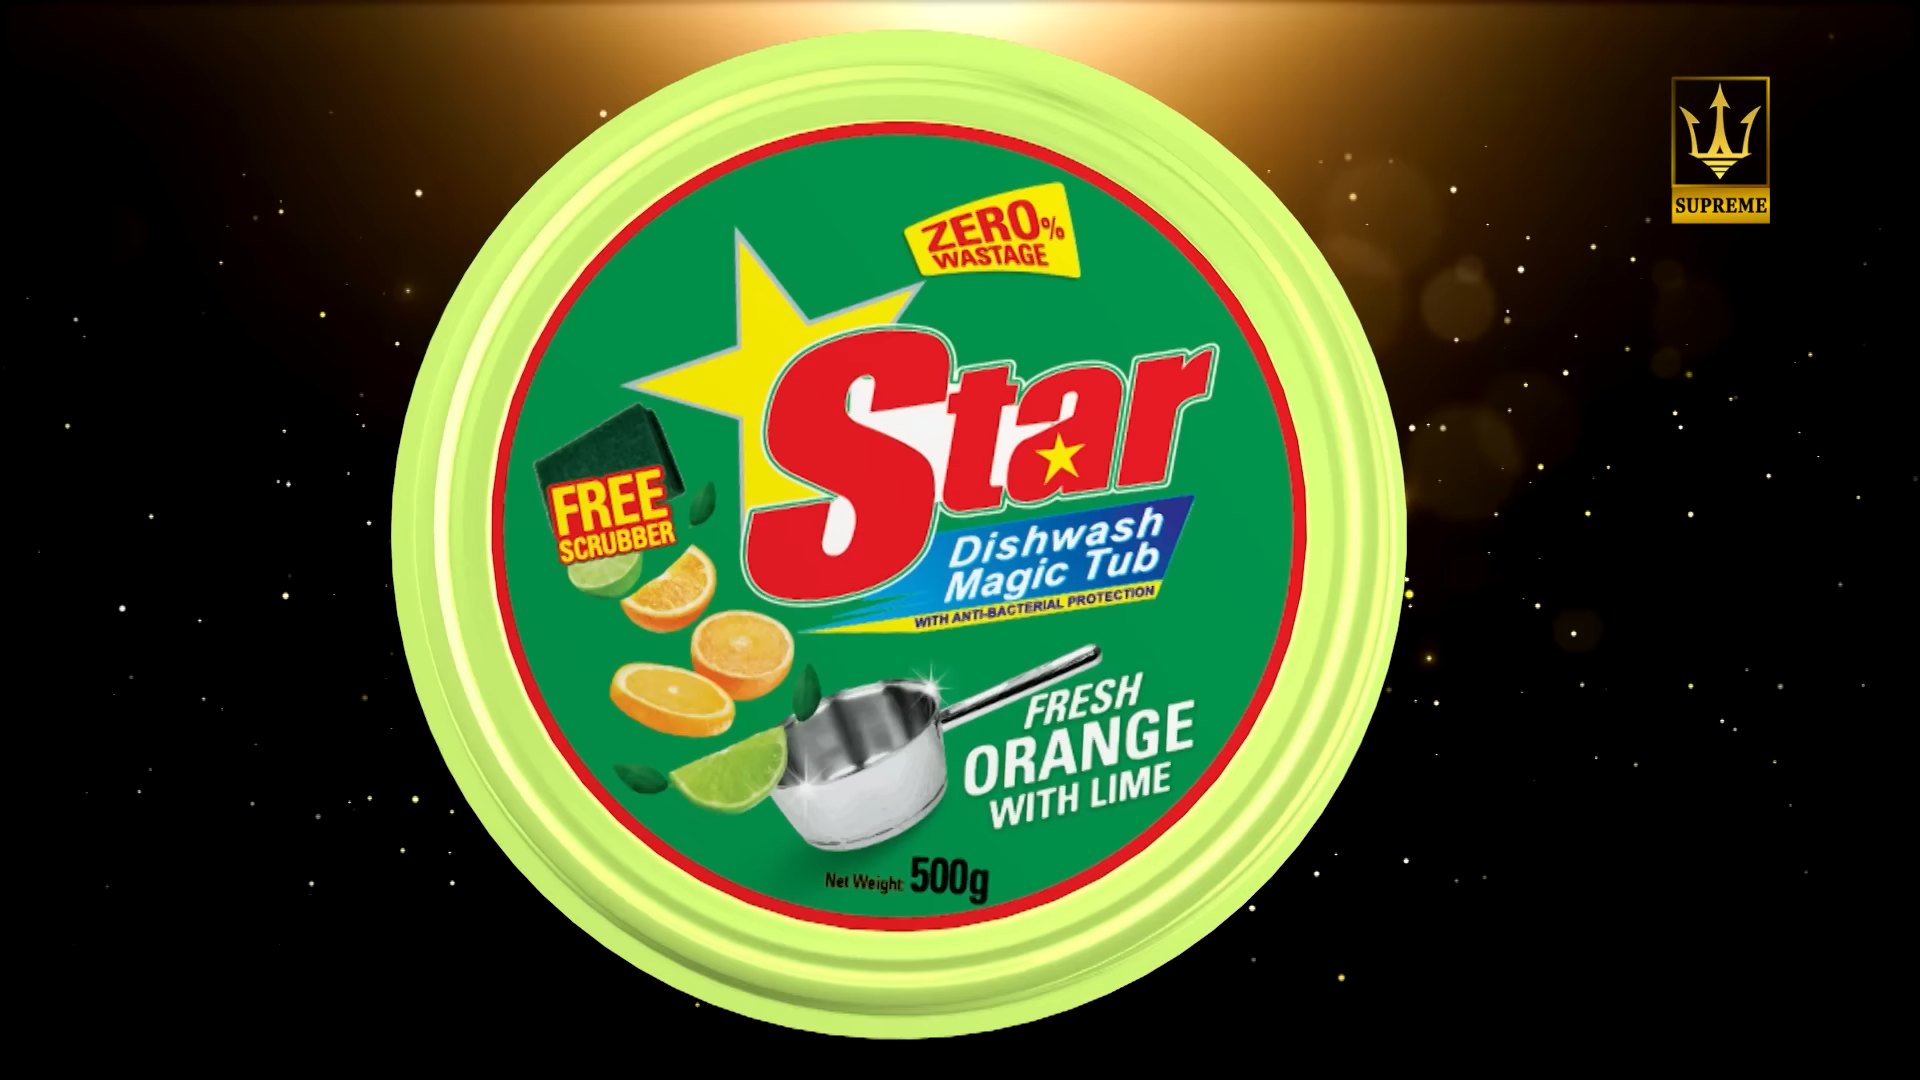 SUPREME
ZERO%
WASTAGE
Star
FREE
SCRUBBER
Dishwash
Magic Tub
WITH ANTI-BACTERIAL PROTECTION
FRESH
ORANGE
WITH LIME
Net Weight: 500g